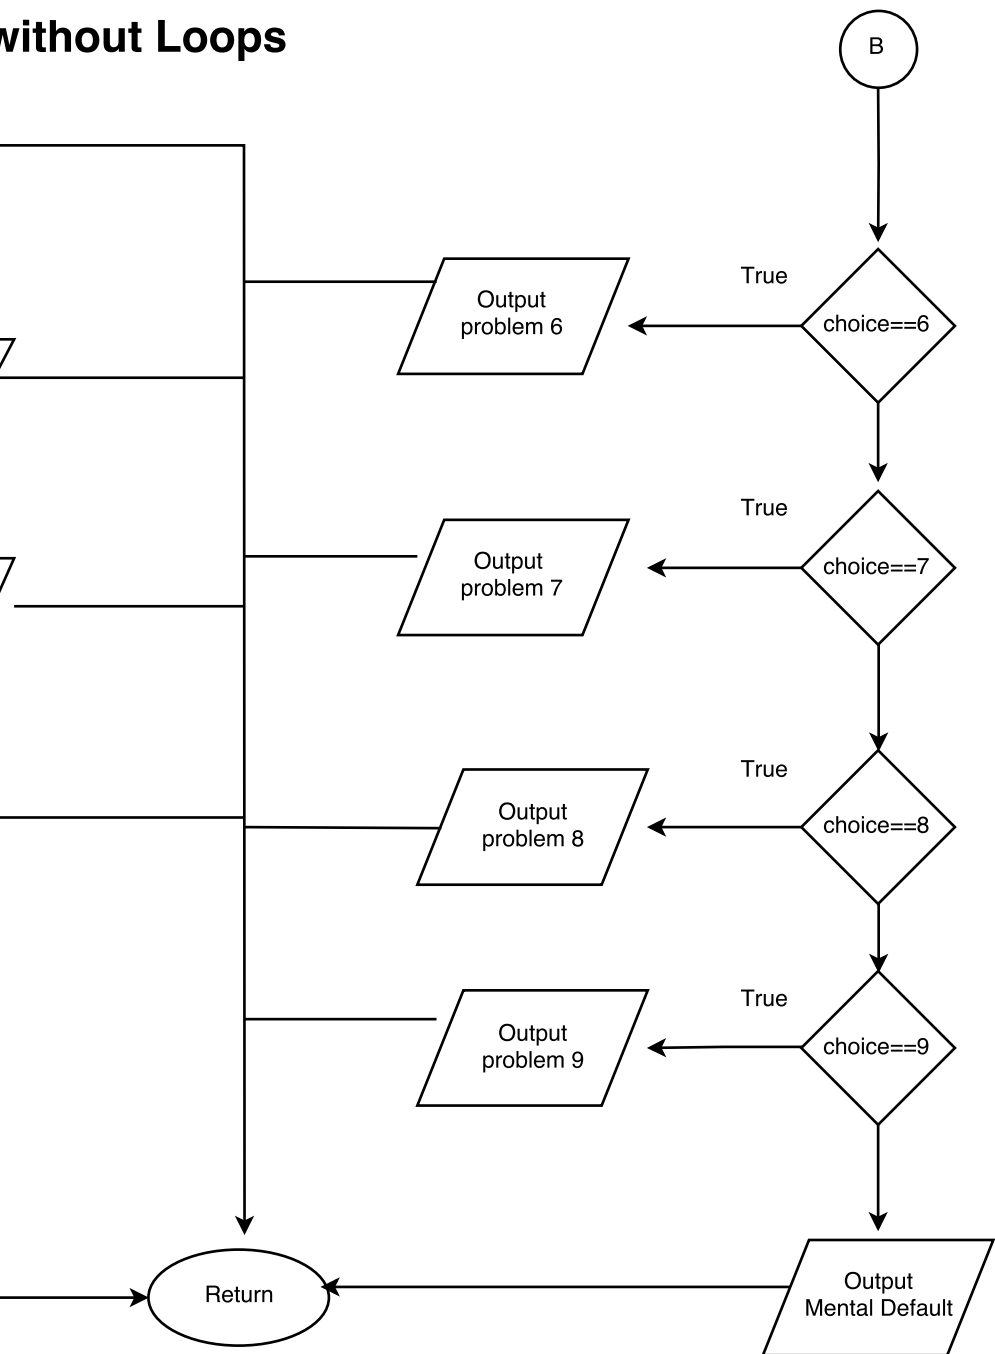 without Loops
B
True
choice==6
Output
problem 6
True
choice==7
Output
problem 7
True
choice==8
Output
problem 8
True
choice==9
Output
problem 9
Return
Output
Mental Default